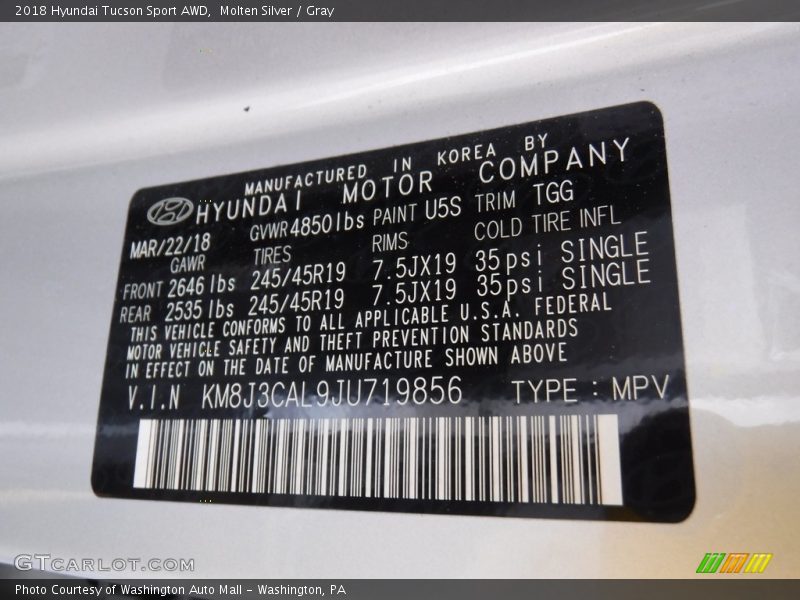 2018 Hyundai Tucson Sport AWD,  Molten Silver / Gray
MANUFACTURED IN KOREA BY
HYUNDAI MOTOR COMPANY
MAR/22/18 GVWR 4850 lbs PAINT U5S TRIM TGG
GAWR TIRES RIMS COLD TIRE INFL
FRONT 2646 lbs 245/45R19 7.5JX19 35psi SINGLE
REAR 2535 lbs 245/45R19 7.5JX19 35psi SINGLE
THIS VEHICLE CONFORMS TO ALL APPLICABLE U.S.A. FEDERAL
MOTOR VEHICLE SAFETY AND THEFT PREVENTION STANDARDS
IN EFFECT ON THE DATE OF MANUFACTURE SHOWN ABOVE
V.I.N KM8J3CAL9JU719856 TYPE : MPV
GTCARLOT.COM
Photo Courtesy of Washington Auto Mall - Washington, PA